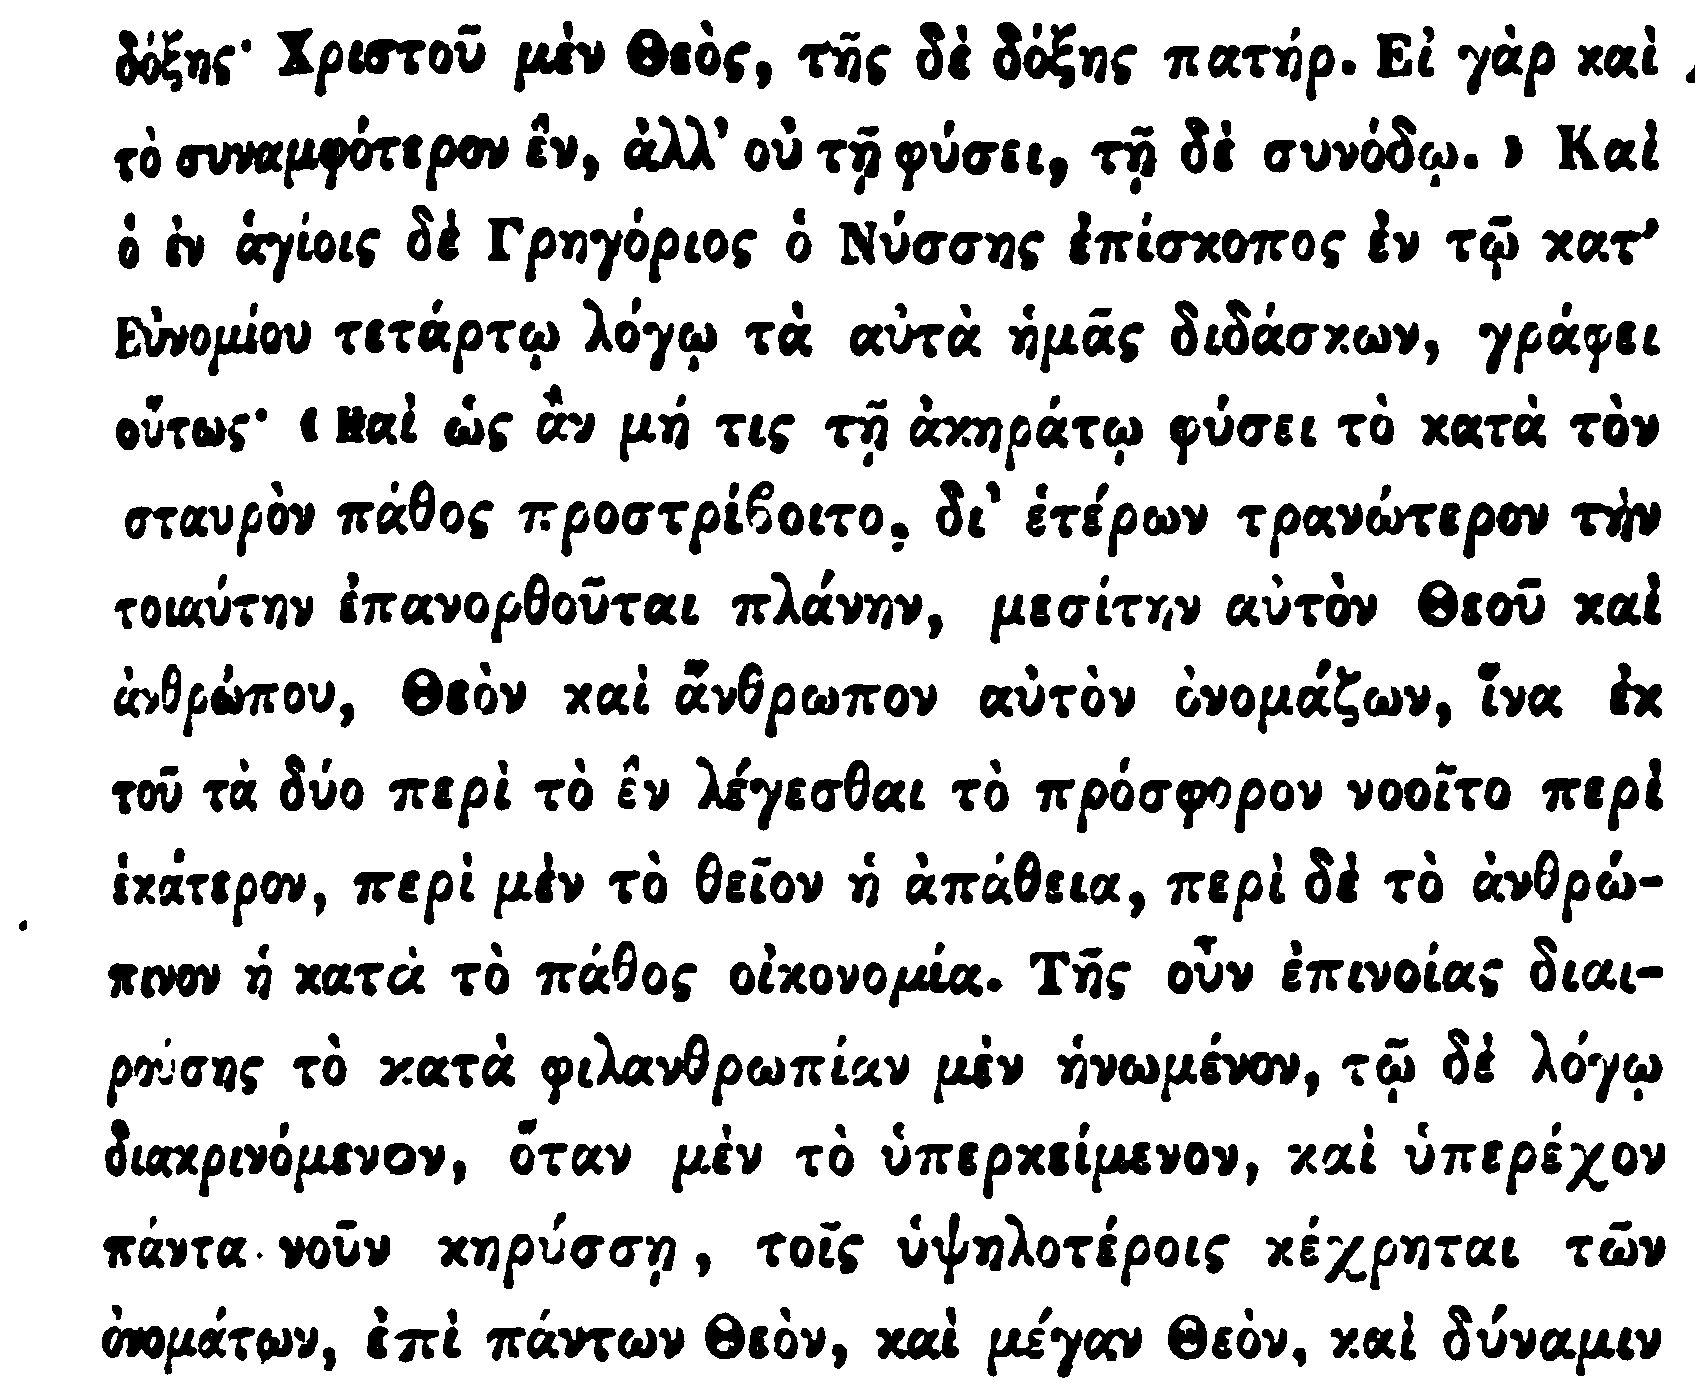 δόξης· Χριστοῦ μὲν Θεὸς, τῆς δὲ δόξης πατήρ. Εἰ γὰρ καὶ
τὸ συναμφότερον ἓν, ἀλλ' οὐ τῇ φύσει, τῇ δὲ συνόδῳ. » Καὶ
ὁ ἐν ἁγίοις δὲ Γρηγόριος ὁ Νύσσης ἐπίσκοπος ἐν τῷ κατ'
Εὐνομίου τετάρτῳ λόγῳ τὰ αὐτὰ ἡμᾶς διδάσκων, γράφει
οὕτως· « Καὶ ὡς ἂν μή τις τῇ ἀκηράτῳ φύσει τὸ κατὰ τὸν
σταυρὸν πάθος προστρίβοιτο, δι' ἑτέρων τρανώτερον τὴν
τοιαύτην ἐπανορθοῦται πλάνην, μεσίτην αὐτὸν Θεοῦ καὶ
ἀνθρώπου, Θεὸν καὶ ἄνθρωπον αὐτὸν ὀνομάζων, ἵνα ἐκ
τοῦ τὰ δύο περὶ τὸ ἓν λέγεσθαι τὸ πρόσφορον νοοῖτο περὶ
ἑκάτερον, περὶ μὲν τὸ θεῖον ἡ ἀπάθεια, περὶ δὲ τὸ ἀνθρώ-
πινον ἡ κατὰ τὸ πάθος οἰκονομία. Τῆς οὖν ἐπινοίας διαι-
ρούσης τὸ κατὰ φιλανθρωπίαν μὲν ἡνωμένον, τῷ δὲ λόγῳ
διακρινόμενον, ὅταν μὲν τὸ ὑπερκείμενον, καὶ ὑπερέχον
πάντα νοῦν κηρύσσῃ, τοῖς ὑψηλοτέροις κέχρηται τῶν
ὀνομάτων, ἐπὶ πάντων Θεὸν, καὶ μέγαν Θεὸν, καὶ δύναμιν